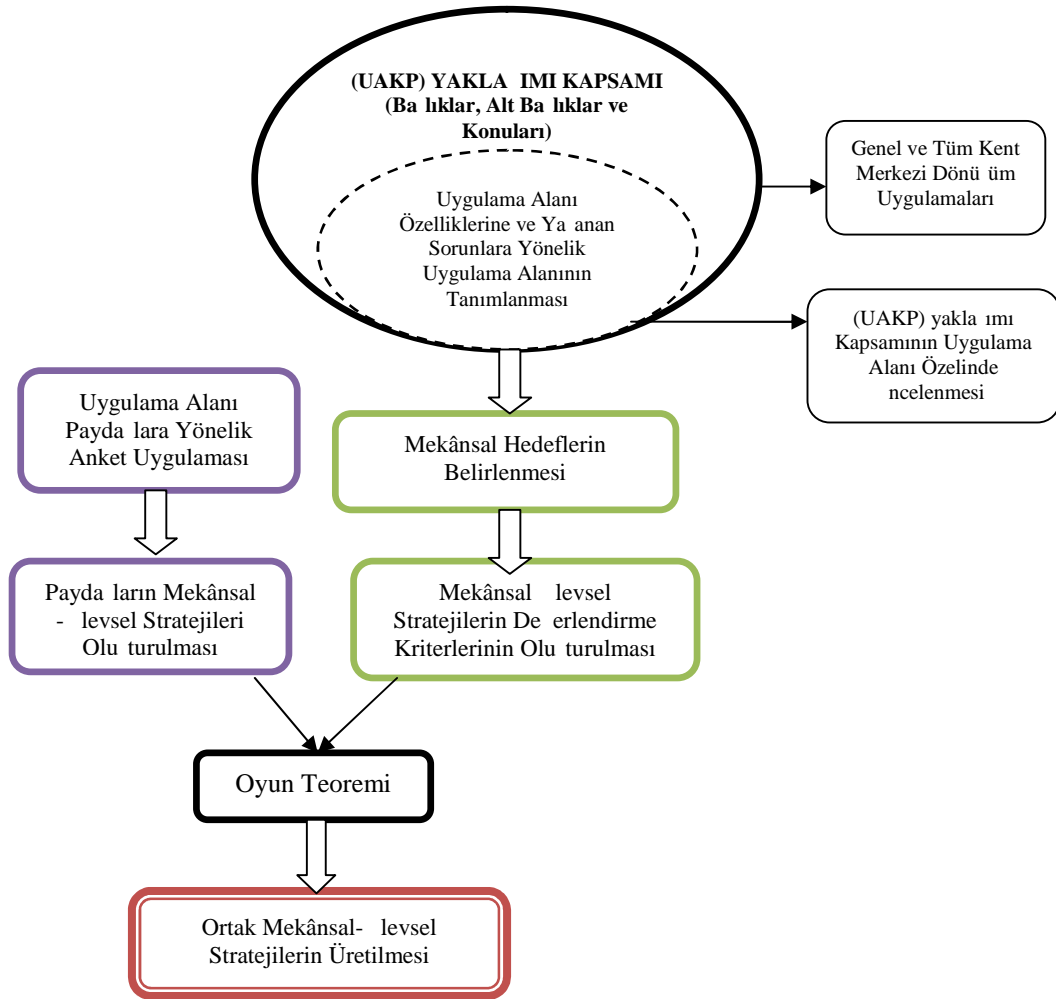 (UAKP) YAKLA IMI KAPSAMI
(Ba lıklar, Alt Ba lıklar ve
Konuları)
Uygulama Alanı
Özelliklerine ve Ya anan
Sorunlara Yönelik
Uygulama Alanının
Tanımlanması
Genel ve Tüm Kent
Merkezi Dönü üm
Uygulamaları
(UAKP) yakla ımı
Kapsamının Uygulama
Alanı Özelinde
ncelenmesi
Uygulama Alanı
Payda lara Yönelik
Anket Uygulaması
Mekânsal Hedeflerin
Belirlenmesi
Payda ların Mekânsal
- levsel Stratejileri
Olu turulması
Mekânsal levsel
Stratejilerin De erlendirme
Kriterlerinin Olu turulması
Oyun Teoremi
Ortak Mekânsal- levsel
Stratejilerin Üretilmesi